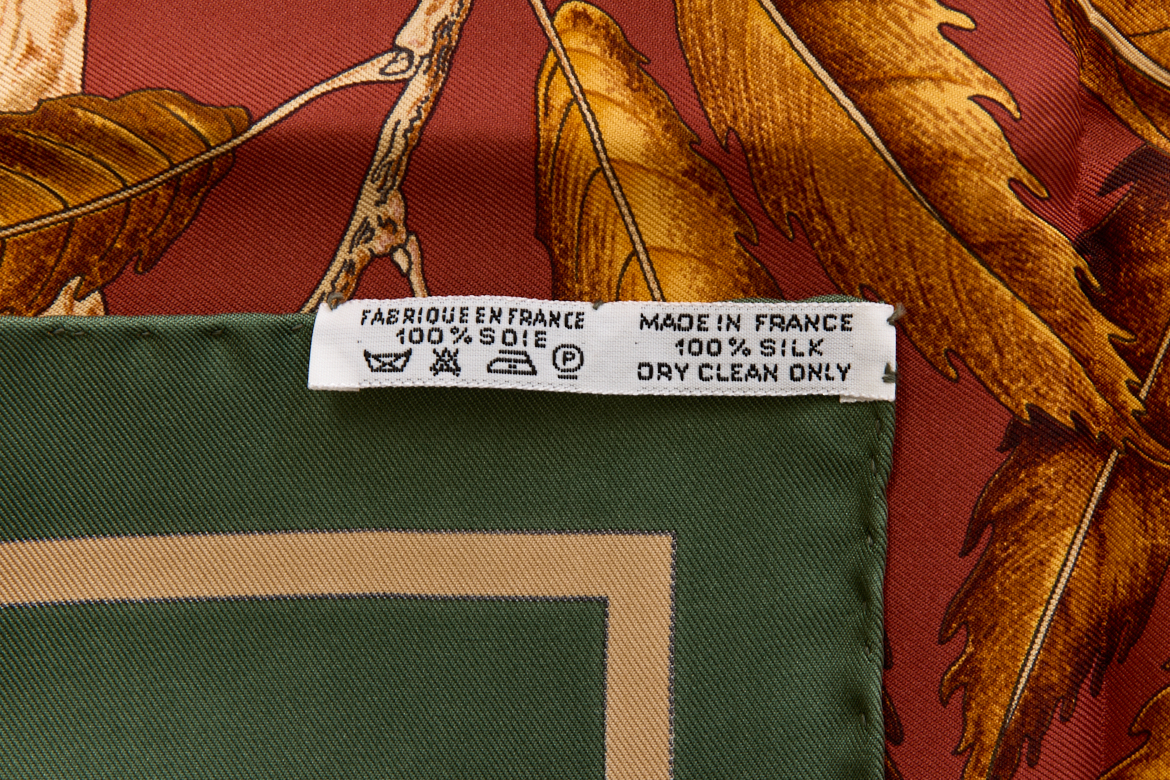 FABRIQUE EN FRANCE
100% SOIE
P
MADE IN FRANCE
100% SILK
DRY CLEAN ONLY